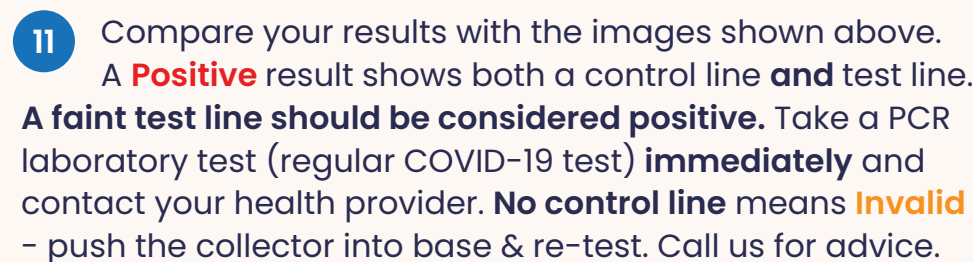 11 Compare your results with the images shown above.
A Positive result shows both a control line and test line.
A faint test line should be considered positive. Take a PCR
laboratory test (regular COVID-19 test) immediately and
contact your health provider. No control line means Invalid
- push the collector into base & re-test. Call us for advice.